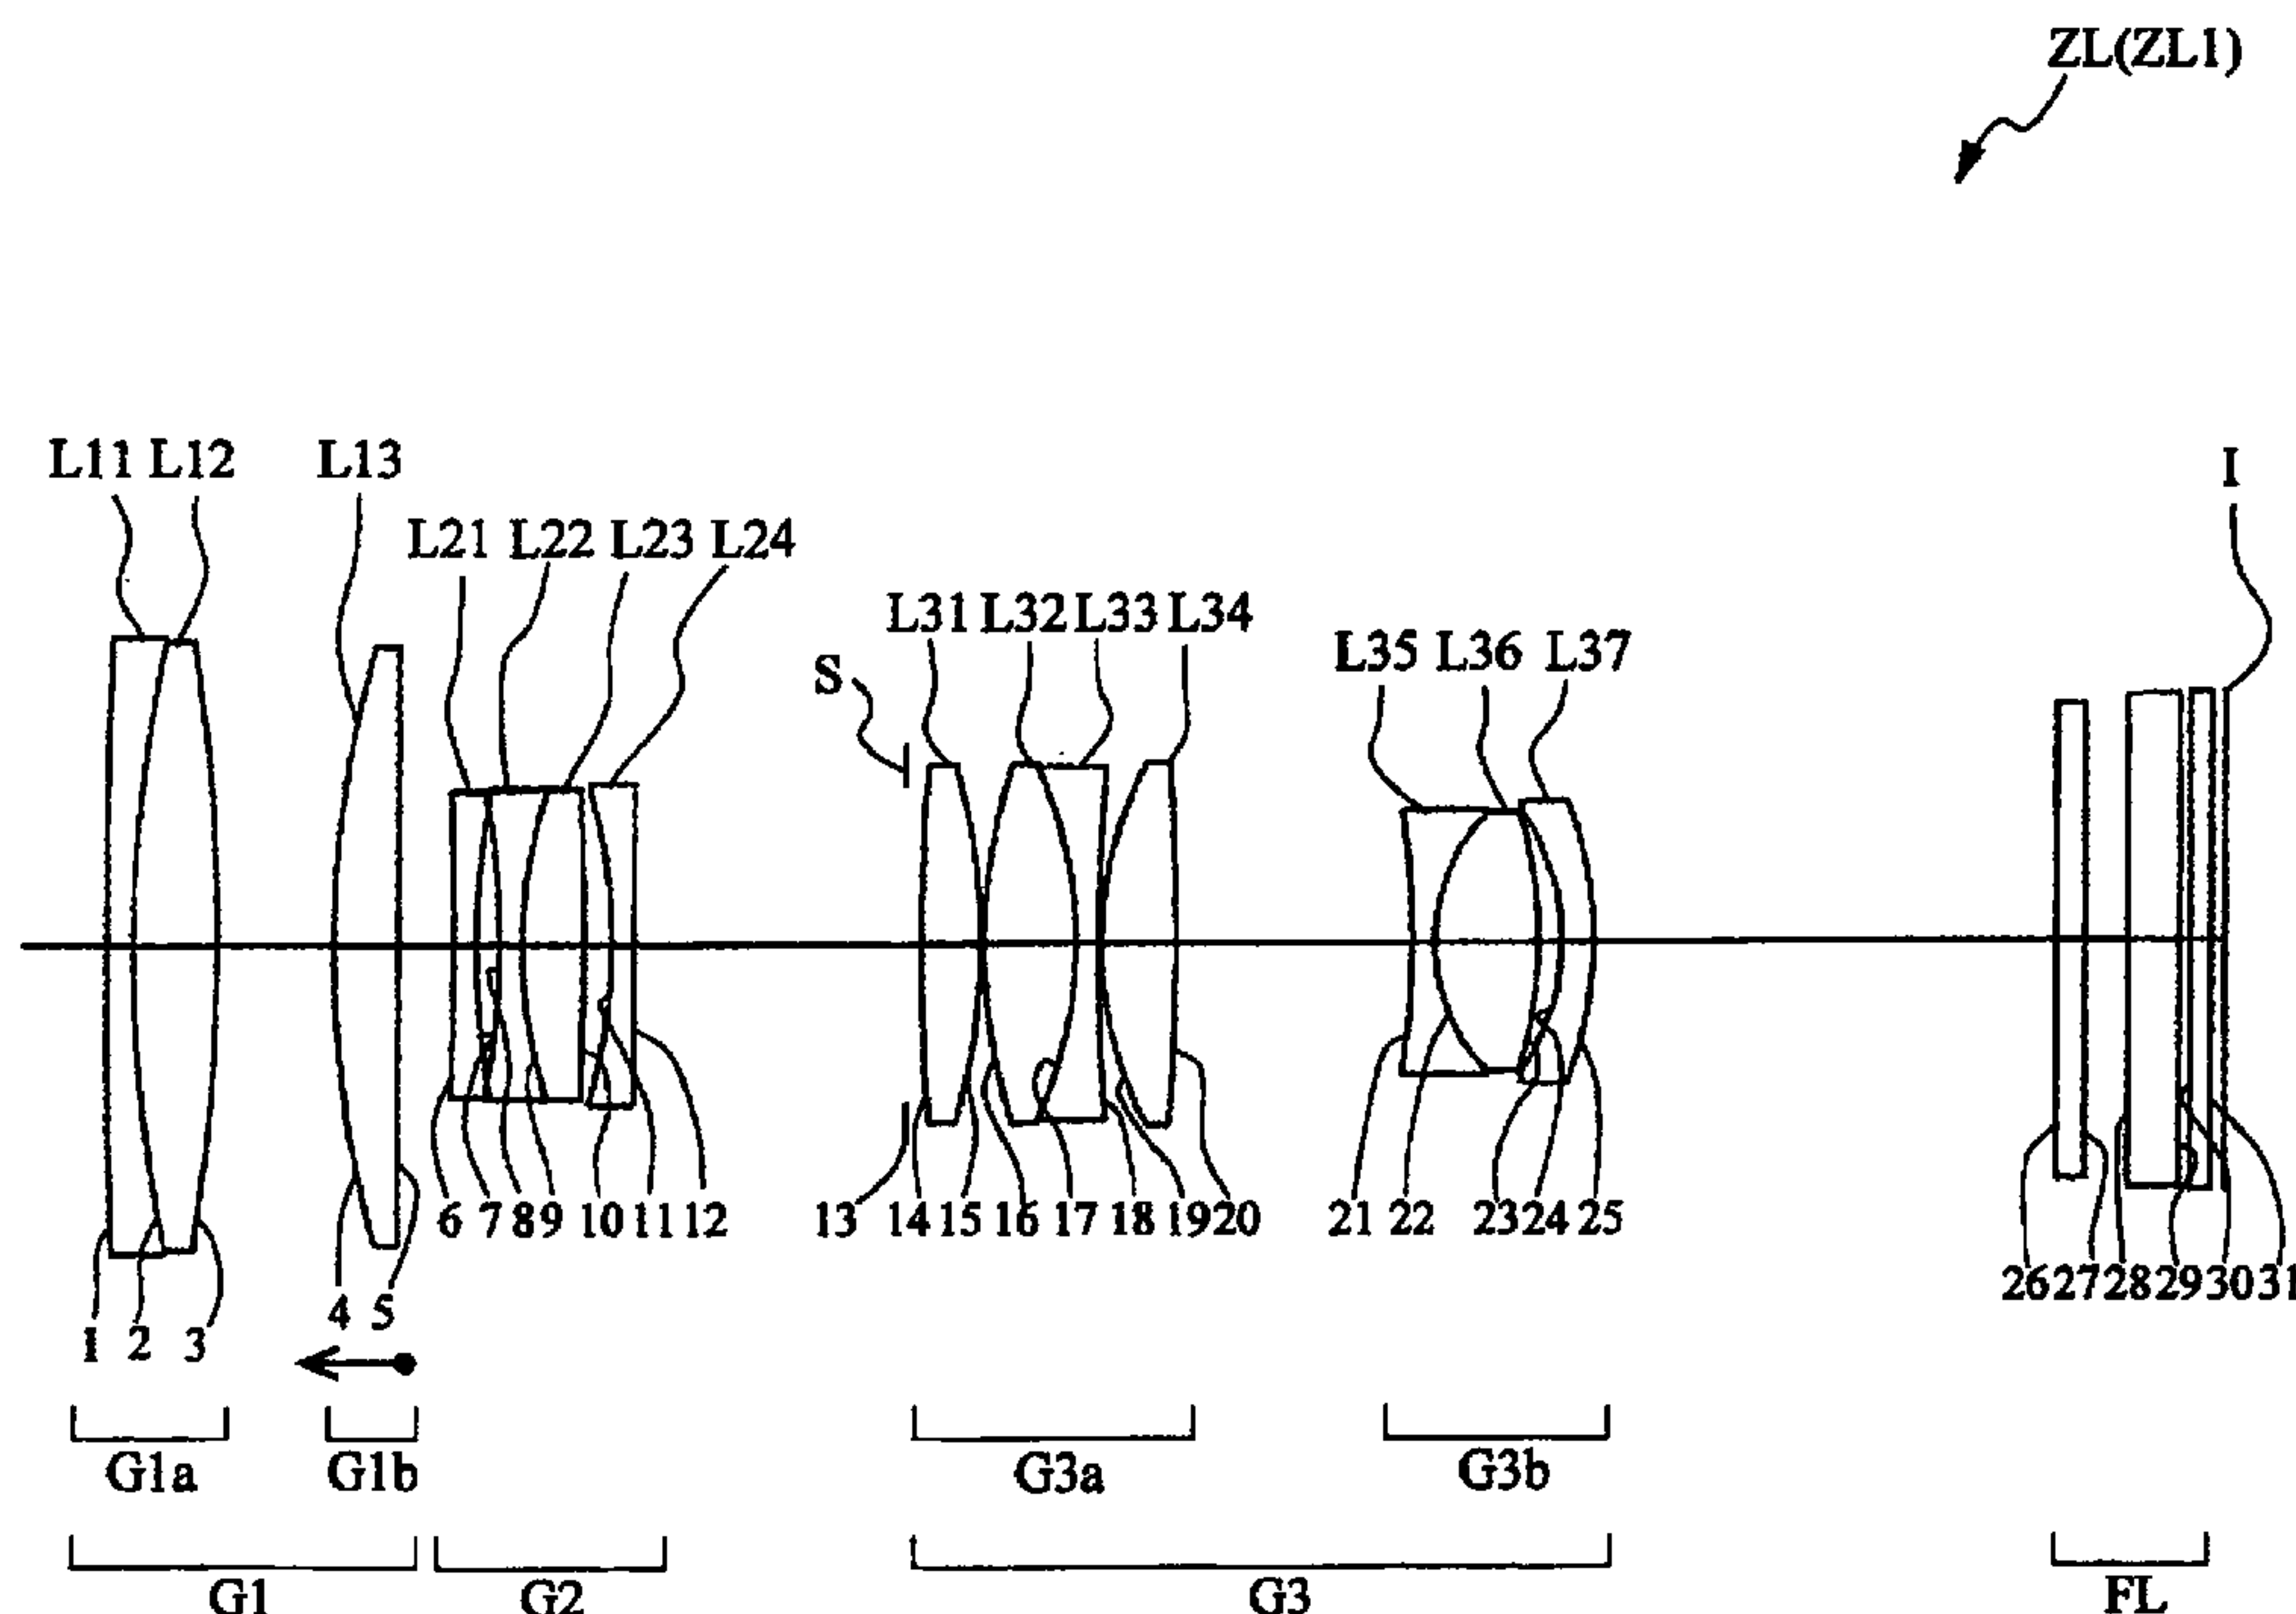 ZL(ZL1)
L11 L12 L13 I
L21 L22 L23 L24
L31 L32 L33 L34
S L35 L36 L37
6 7 8 9 10 11 12 13 14 15 16 17 18 19 20 21 22 23 24 25
26 27 28 29 30 31
4 5
1 2 3
G1a G1b G3a G3b
G1 G2 G3 FL